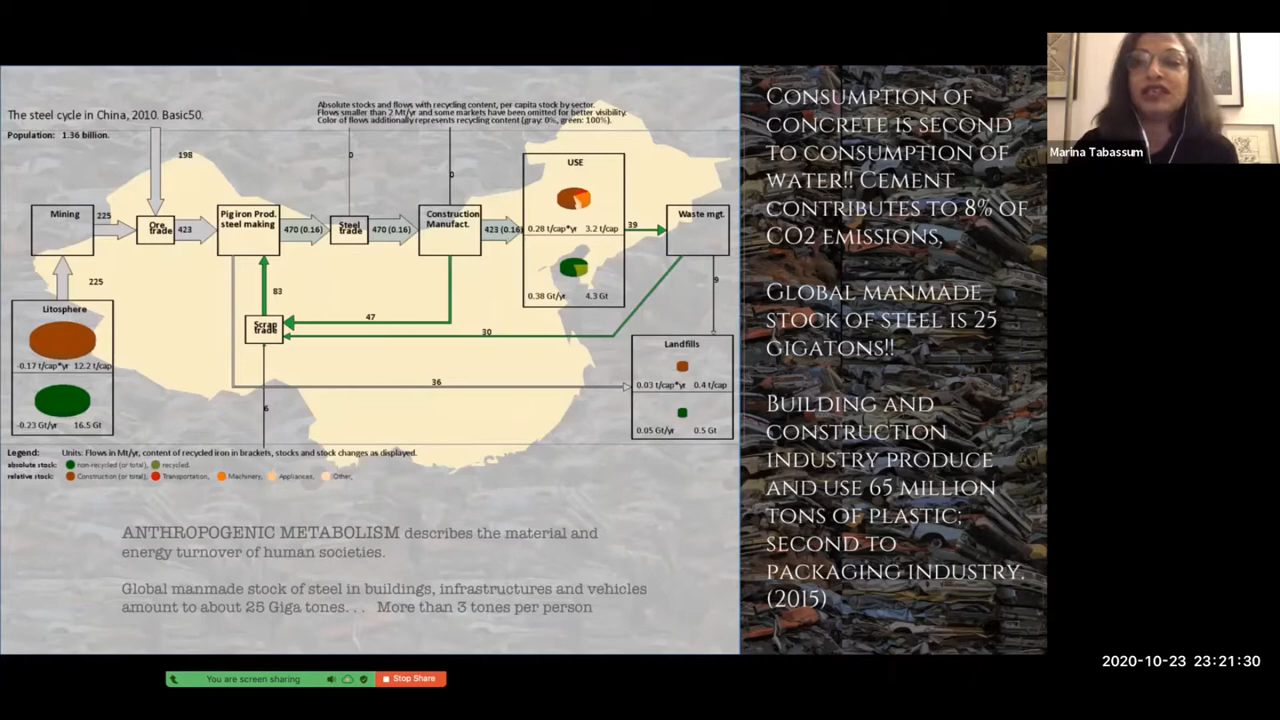 The steel cycle in China, 2010. Basic50.
Population: 1.36 billion.
Absolute stocks and flows with recycling content, per capita stock by sector.
Flows smaller than 2 Mt/yr and some markets have been omitted for better visibility.
Color of flows additionally represents recycling content (gray: 0%, green: 100%).
198
0
0
Mining
225
Ore trade
423
Pig iron Prod. steel making
470 (0.16)
Steel trade
470 (0.16)
Construction Manufact.
423 (0.16)
USE
0.28 t/cap*yr 3.2 t/cap
0.38 Gt/yr 4.3 Gt
39
Waste mgt.
225
83
47
30
9
Scrap trade
36
6
Litosphere
-0.17 t/cap*yr 12.2 t/cap
-0.23 Gt/yr 16.5 Gt
Landfills
0.03 t/cap*yr 0.4 t/cap
0.05 Gt/yr 0.5 Gt
Legend: Units: Flows in Mt/yr, content of recycled iron in brackets, stocks and stock changes as displayed.
absolute stock: non-recycled (or total), recycled.
relative stock: Construction (or total), Transportation, Machinery, Appliances, Other,
ANTHROPOGENIC METABOLISM describes the material and
energy turnover of human societies.
Global manmade stock of steel in buildings, infrastructures and vehicles
amount to about 25 Giga tones. . . More than 3 tones per person
CONSUMPTION OF
CONCRETE IS SECOND
TO CONSUMPTION OF
WATER!! CEMENT
CONTRIBUTES TO 8% OF
CO2 EMISSIONS,
GLOBAL MANMADE
STOCK OF STEEL IS 25
GIGATONS!!
BUILDING AND
CONSTRUCTION
INDUSTRY PRODUCE
AND USE 65 MILLION
TONS OF PLASTIC;
SECOND TO
PACKAGING INDUSTRY.
(2015)
Marina Tabassum
2020-10-23 23:21:30
You are screen sharing
Stop Share